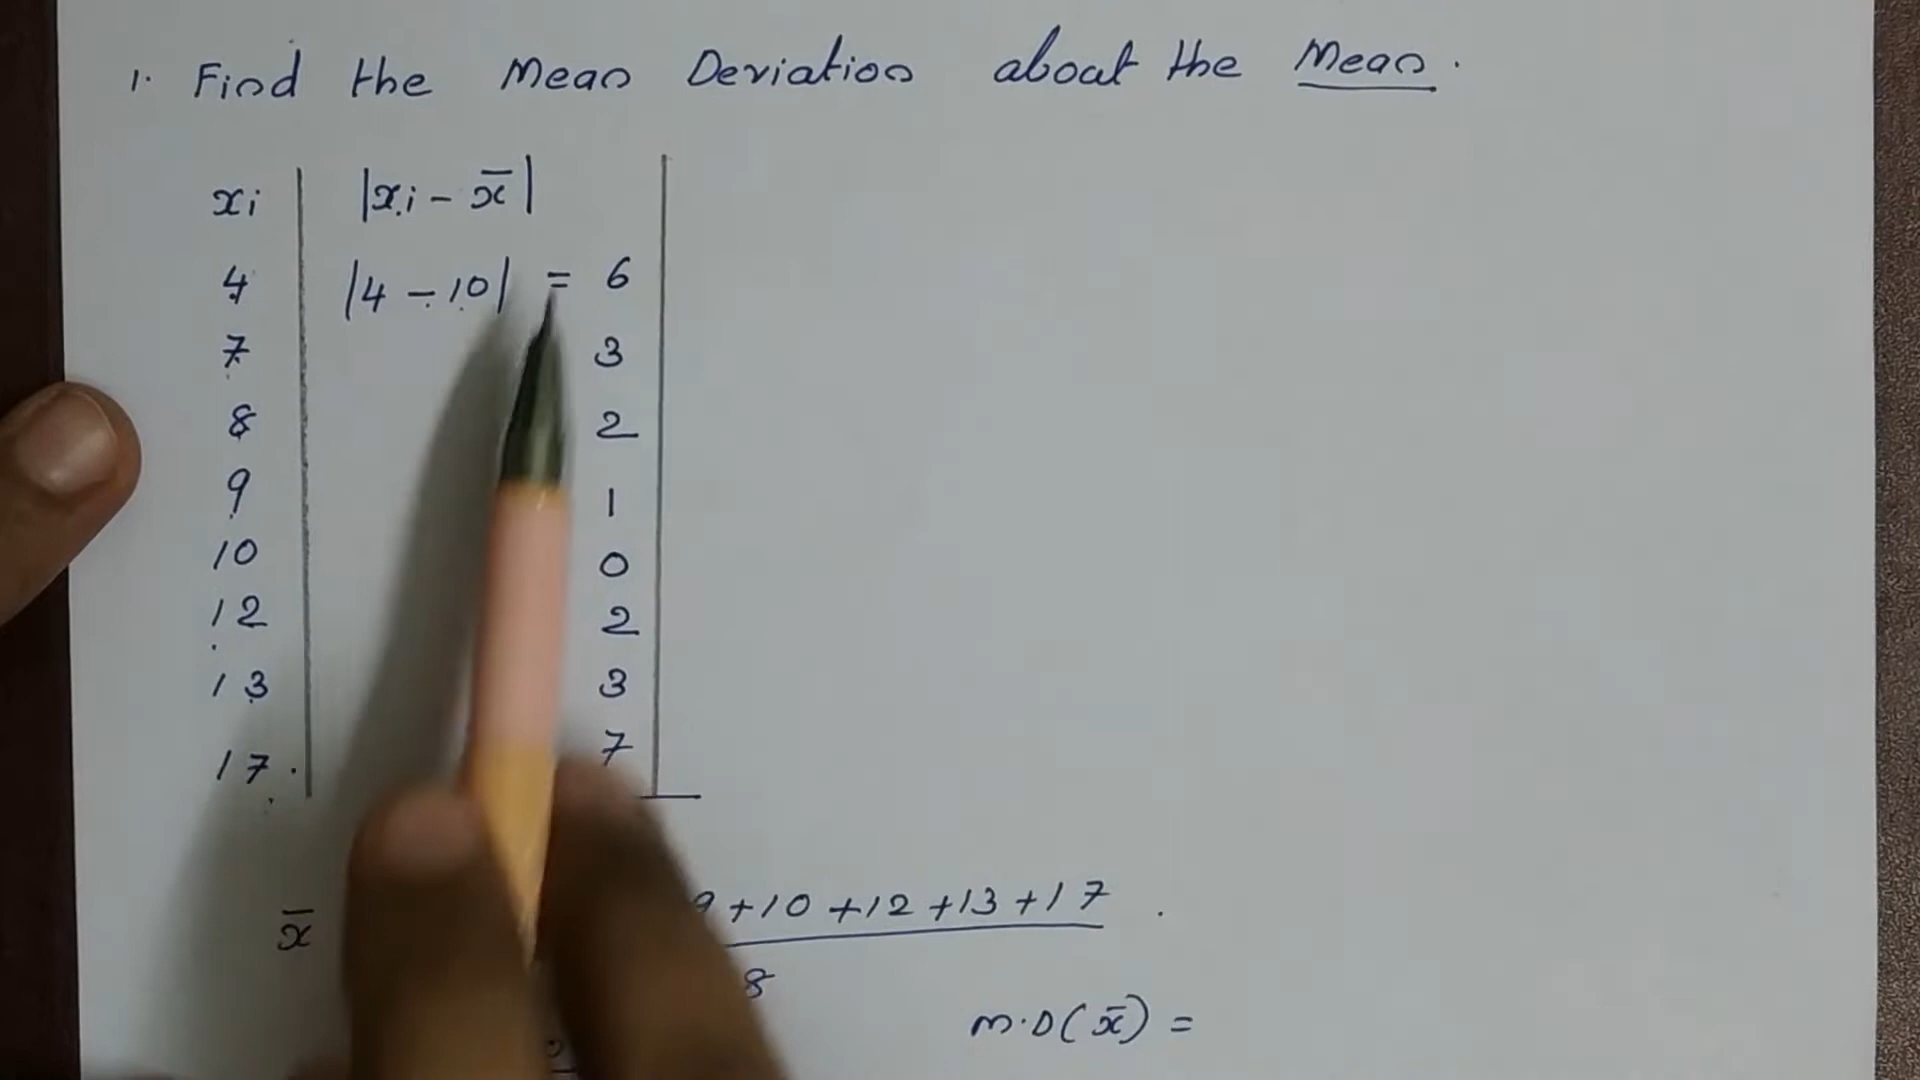 1. Find the Mean Deviation about the Mean.
xi |xi - x̄|
4 |4 - 10| = 6
7 3
8 2
9 1
10 0
12 2
13 3
17. 7
x̄ 9 + 10 + 12 + 13 + 17
8
M.D(x̄) =